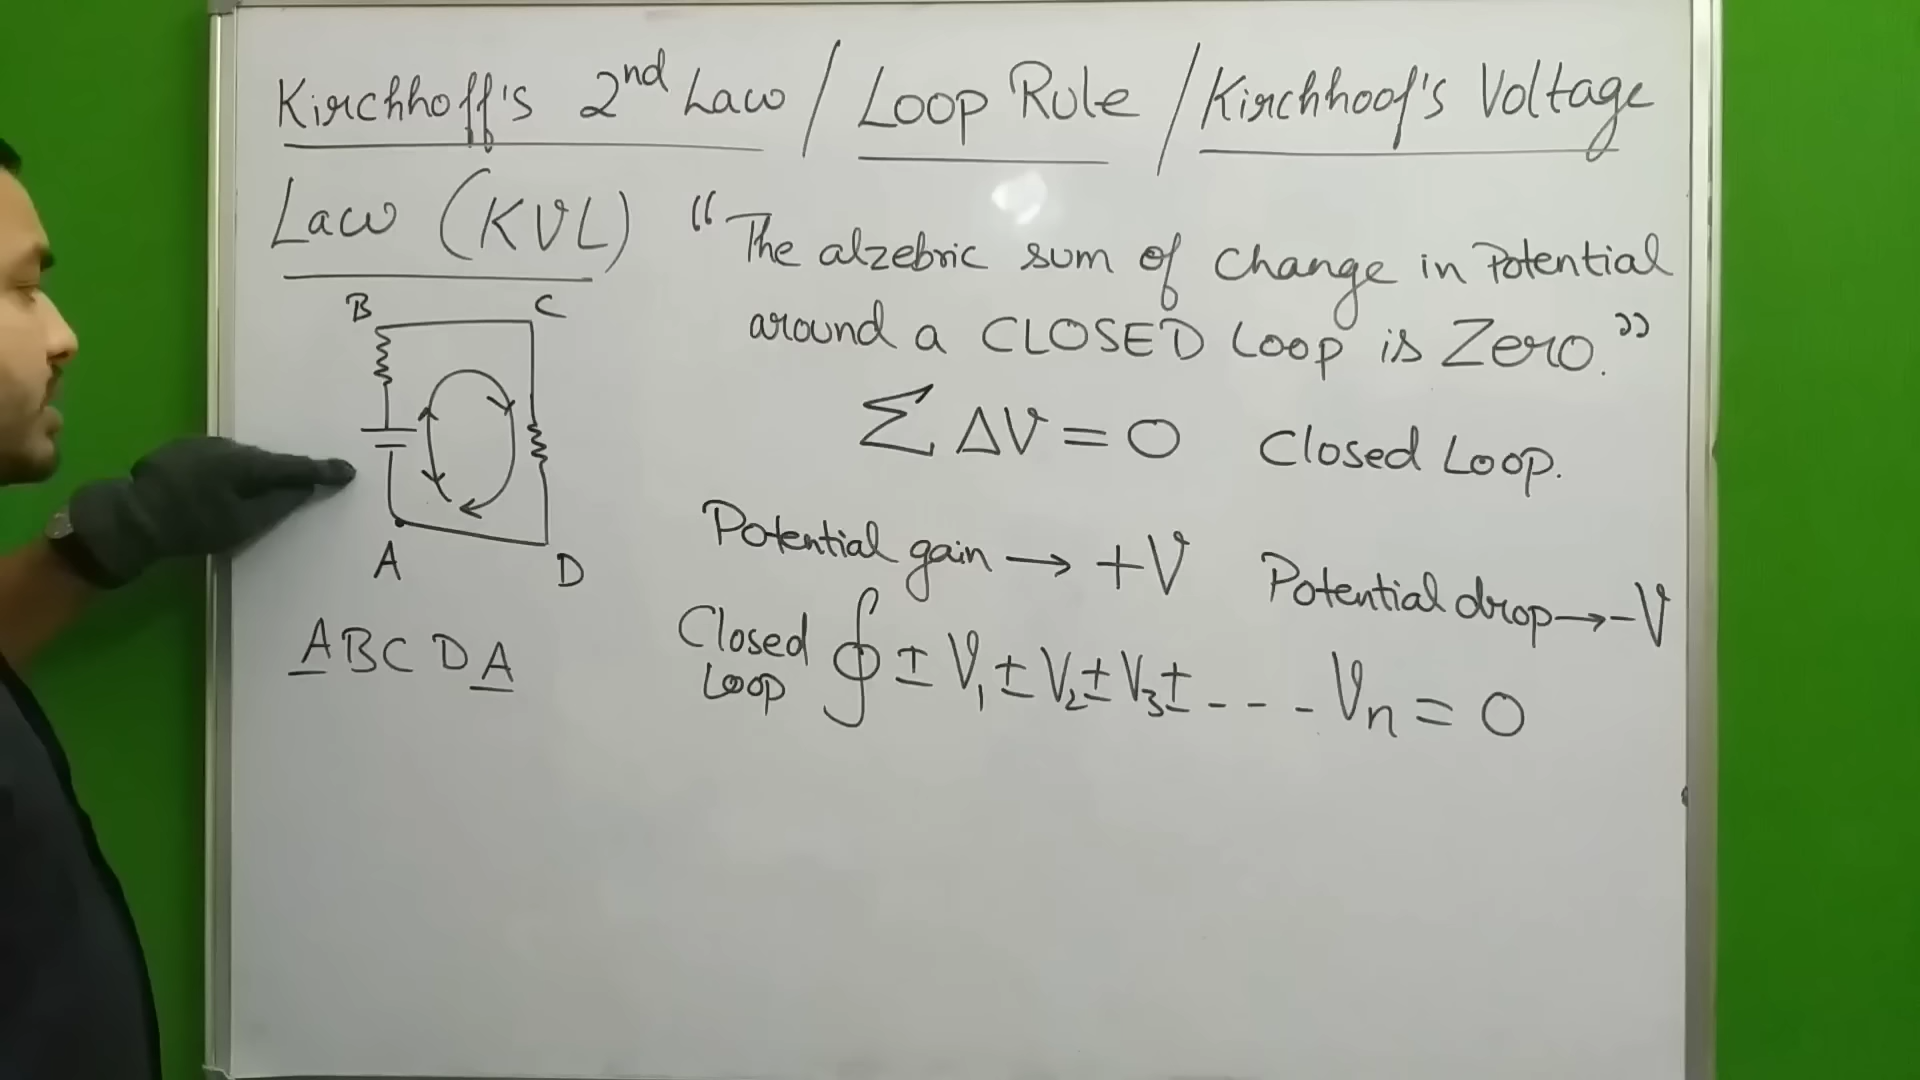 Kirchhoff's 2nd Law / Loop Rule / Kirchhoof's Voltage
Law (KVL)
"The alzebric sum of change in Potential
around a CLOSED Loop is Zero."
B C
A D
ABCDA
Σ ΔV = 0 Closed Loop.
Potential gain → +V
Potential drop → -V
Closed Loop ∮ ± V₁ ± V₂ ± V₃ ± - - - Vn = 0